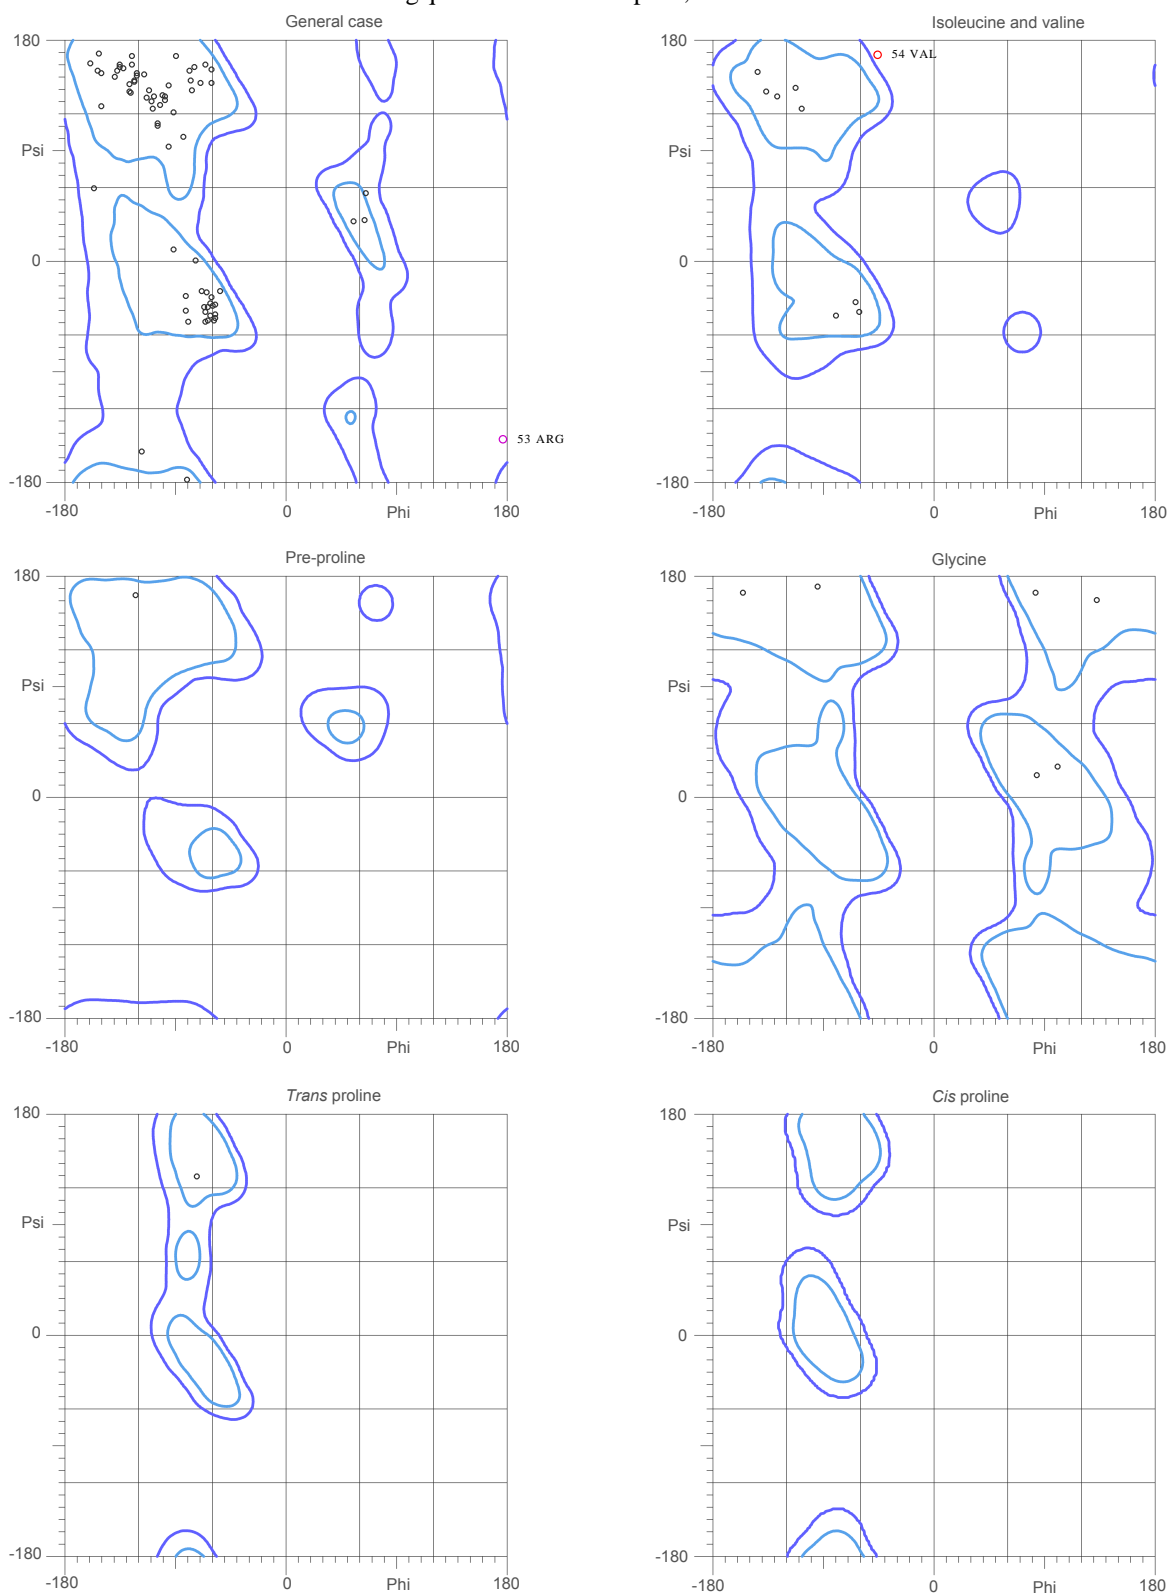 General case
180
Psi
0
-180
-180
0
Phi
180
53 ARG
Isoleucine and valine
180
Psi
0
-180
-180
0
Phi
180
54 VAL
Pre-proline
180
Psi
0
-180
-180
0
Phi
180
Glycine
180
Psi
0
-180
-180
0
Phi
180
Trans proline
180
Psi
0
-180
-180
0
Phi
180
Cis proline
180
Psi
0
-180
-180
0
Phi
180